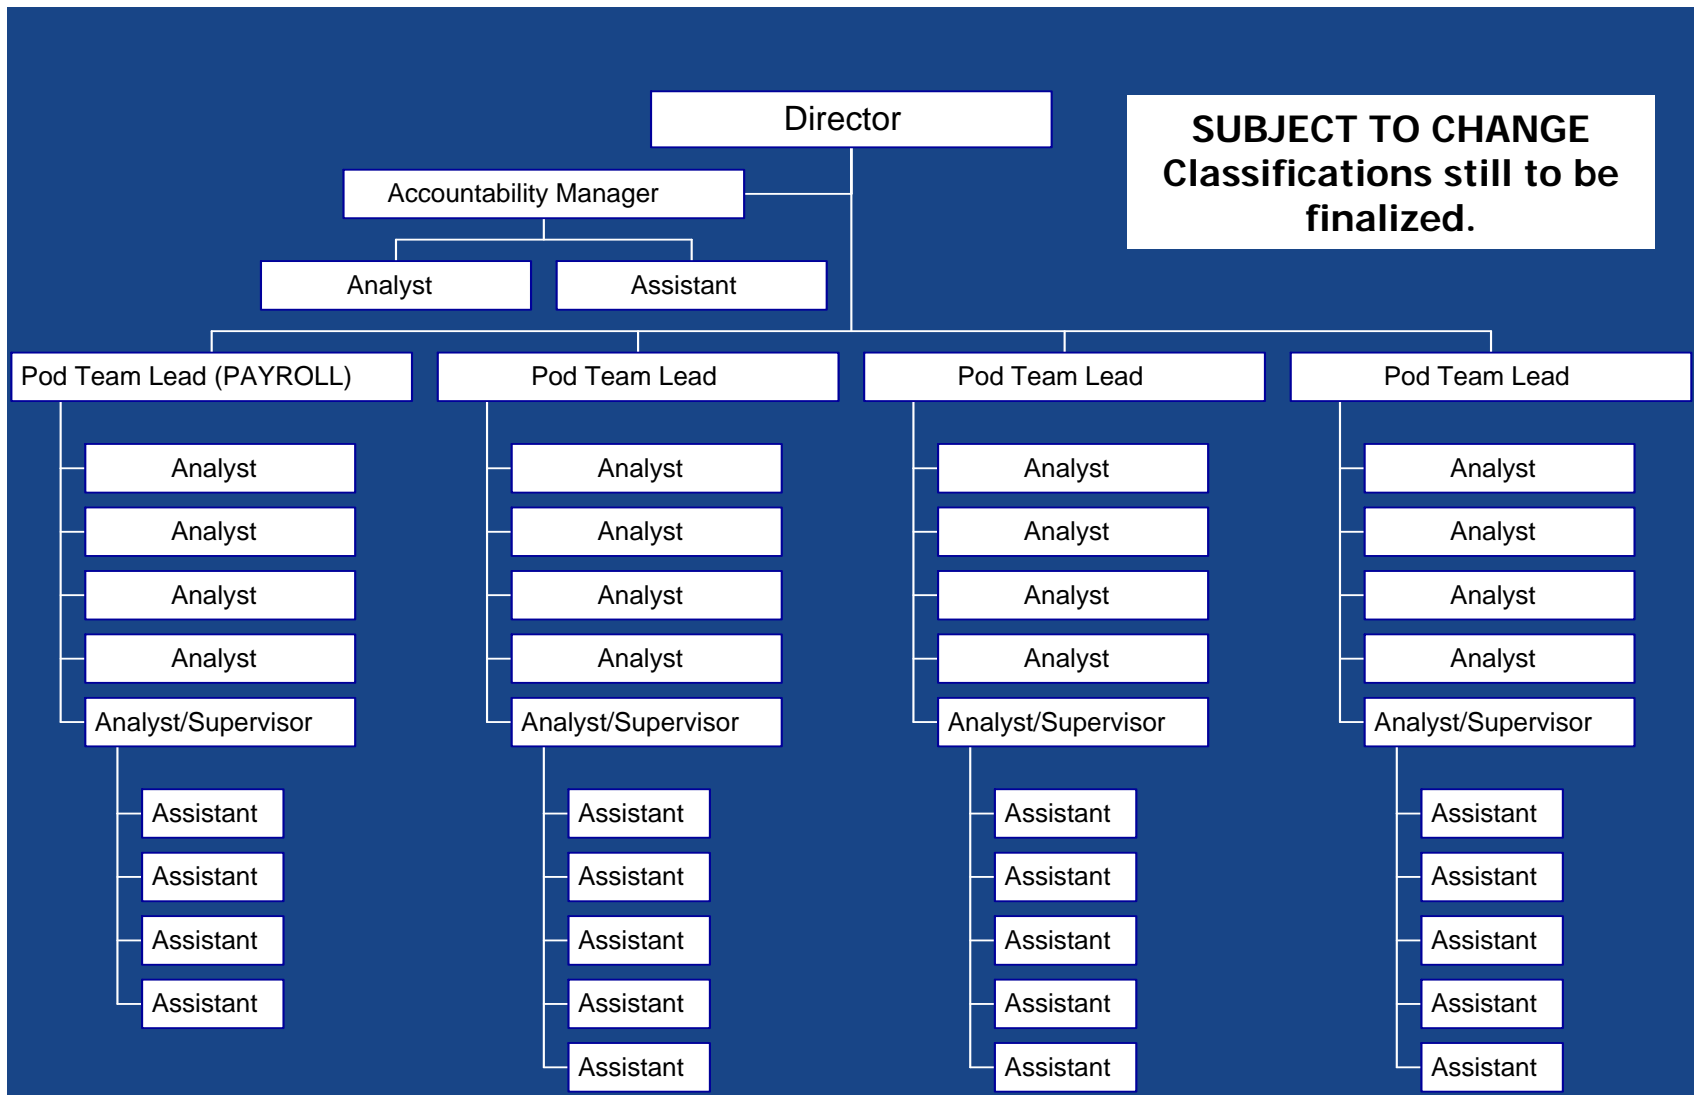 Director
SUBJECT TO CHANGE
Classifications still to be
finalized.
Accountability Manager
Analyst
Assistant
Pod Team Lead (PAYROLL)
Analyst
Analyst
Analyst
Analyst
Analyst/Supervisor
Assistant
Assistant
Assistant
Assistant
Pod Team Lead
Analyst
Analyst
Analyst
Analyst
Analyst/Supervisor
Assistant
Assistant
Assistant
Assistant
Assistant
Pod Team Lead
Analyst
Analyst
Analyst
Analyst
Analyst/Supervisor
Assistant
Assistant
Assistant
Assistant
Assistant
Pod Team Lead
Analyst
Analyst
Analyst
Analyst
Analyst/Supervisor
Assistant
Assistant
Assistant
Assistant
Assistant